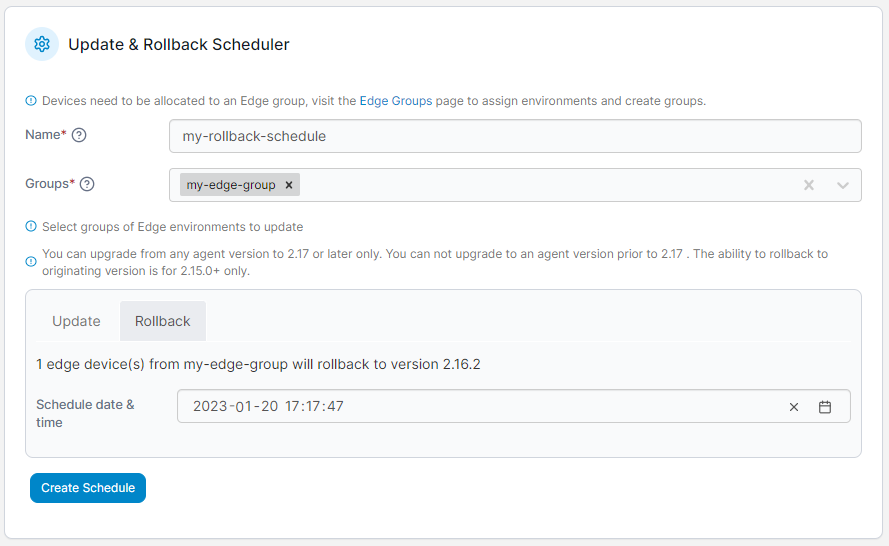 Update & Rollback Scheduler
Devices need to be allocated to an Edge group, visit the Edge Groups page to assign environments and create groups.
Name*
my-rollback-schedule
Groups*
my-edge-group
Select groups of Edge environments to update
You can upgrade from any agent version to 2.17 or later only. You can not upgrade to an agent version prior to 2.17 . The ability to rollback to
originating version is for 2.15.0+ only.
Update Rollback
1 edge device(s) from my-edge-group will rollback to version 2.16.2
Schedule date &
time
2023-01-20 17:17:47
Create Schedule